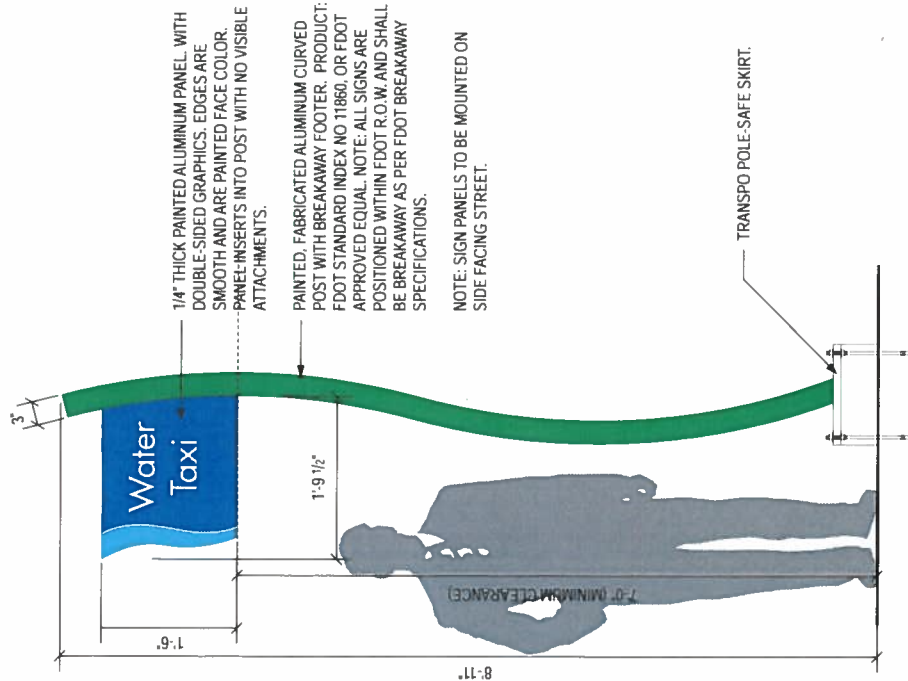 1/4" THICK PAINTED ALUMINUM PANEL. WITH
DOUBLE-SIDED GRAPHICS. EDGES ARE
SMOOTH AND ARE PAINTED FACE COLOR.
PANEL INSERTS INTO POST WITH NO VISIBLE
ATTACHMENTS.
PAINTED, FABRICATED ALUMINUM CURVED
POST WITH BREAKAWAY FOOTER. PRODUCT:
FDOT STANDARD INDEX NO 11860, OR FDOT
APPROVED EQUAL. NOTE: ALL SIGNS ARE
POSITIONED WITHIN FDOT R.O.W. AND SHALL
BE BREAKAWAY AS PER FDOT BREAKAWAY
SPECIFICATIONS.
NOTE: SIGN PANELS TO BE MOUNTED ON
SIDE FACING STREET.
TRANSPO POLE-SAFE SKIRT.
3"
Water
Taxi
1'-9 1/2"
1'-6"
7'-0" (MINIMUM CLEARANCE)
8'-11"